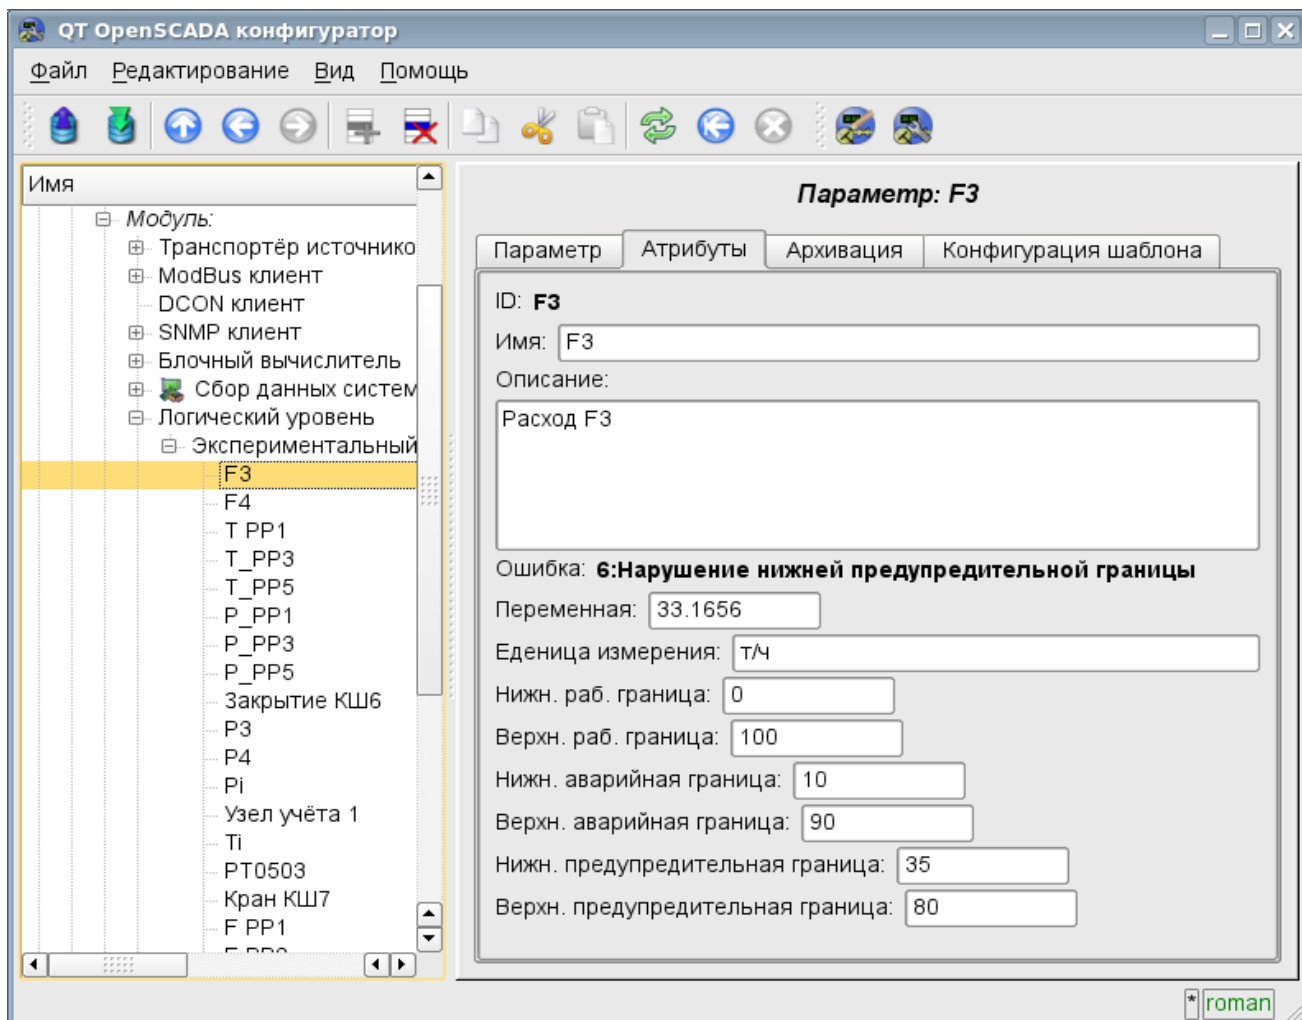 QT OpenSCADA конфигуратор
Файл Редактирование Вид Помощь
Имя
Модуль:
Транспортёр источнико
ModBus клиент
DCON клиент
SNMP клиент
Блочный вычислитель
Сбор данных систем
Логический уровень
Экспериментальный
F3
F4
T PP1
T_PP3
T_PP5
P_PP1
P_PP3
P_PP5
Закрытие КШ6
P3
P4
Pi
Узел учёта 1
Ti
PT0503
Кран КШ7
F PP1
Параметр: F3
Параметр Атрибуты Архивация Конфигурация шаблона
ID: F3
Имя: F3
Описание:
Расход F3
Ошибка: 6:Нарушение нижней предупредительной границы
Переменная: 33.1656
Еденица измерения: т/ч
Нижн. раб. граница: 0
Верхн. раб. граница: 100
Нижн. аварийная граница: 10
Верхн. аварийная граница: 90
Нижн. предупредительная граница: 35
Верхн. предупредительная граница: 80
* roman